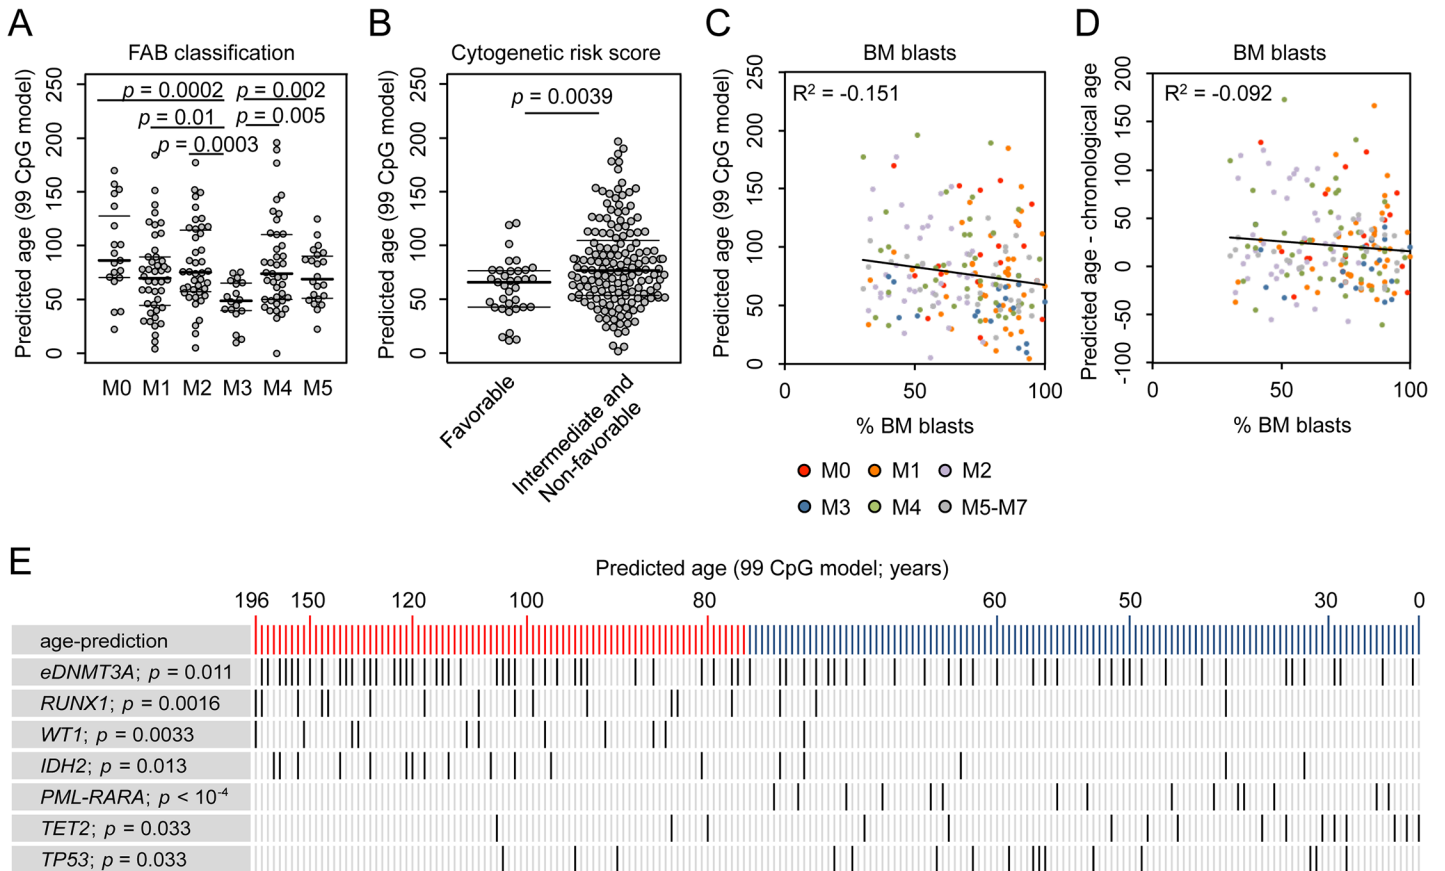 A
FAB classification
Predicted age (99 CpG model)
250
200
150
100
50
0
p = 0.0002
p = 0.002
p = 0.01
p = 0.005
p = 0.0003
M0 M1 M2 M3 M4 M5
B
Cytogenetic risk score
Predicted age (99 CpG model)
250
200
150
100
50
0
p = 0.0039
Favorable
Intermediate and
Non-favorable
C
BM blasts
Predicted age (99 CpG model)
250
200
150
100
50
0
R² = -0.151
0 50 100
% BM blasts
D
BM blasts
Predicted age - chronological age
200
150
100
50
0
-50
-100
R² = -0.092
0 50 100
% BM blasts
M0 M1 M2
M3 M4 M5-M7
E
Predicted age (99 CpG model; years)
196 150 120 100 80 60 50 30 0
age-prediction
eDNMT3A; p = 0.011
RUNX1; p = 0.0016
WT1; p = 0.0033
IDH2; p = 0.013
PML-RARA; p < 10⁻⁴
TET2; p = 0.033
TP53; p = 0.033